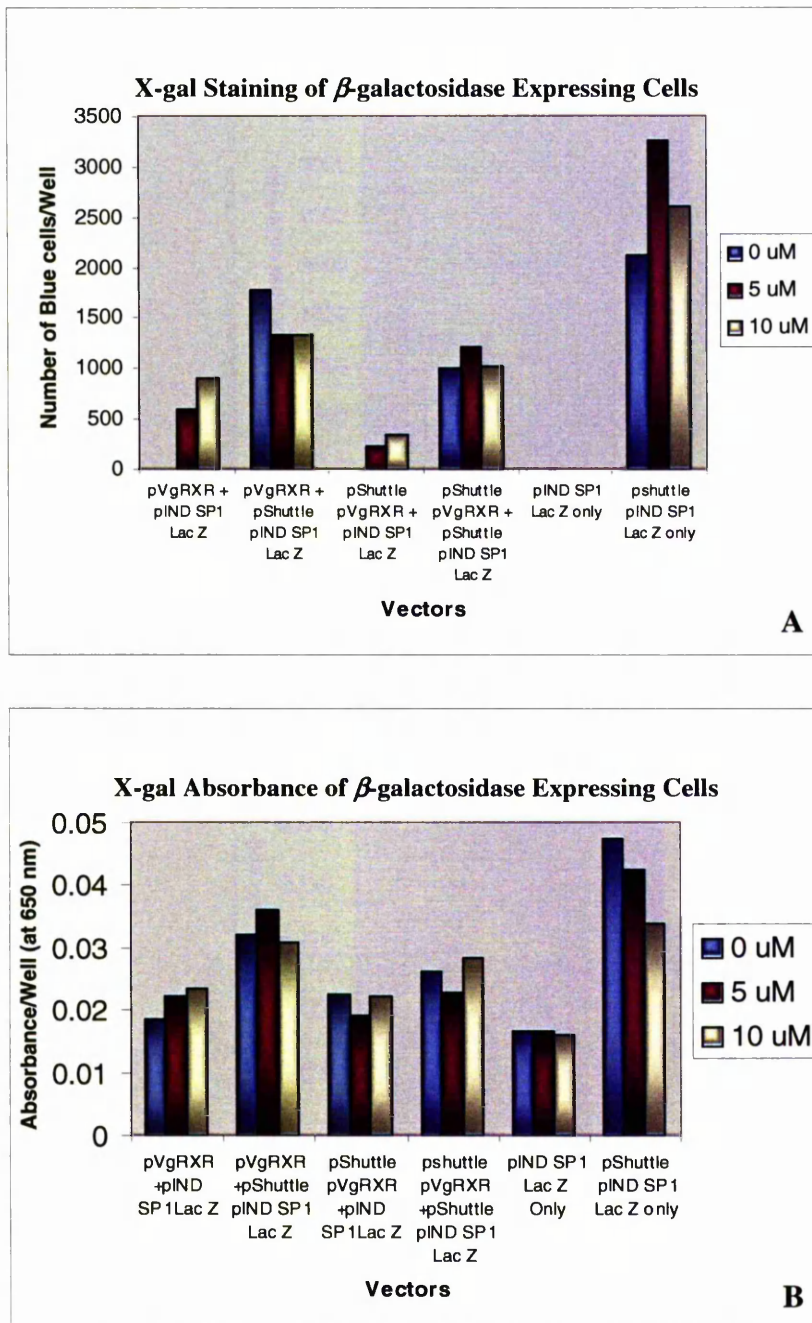 X-gal Staining of β-galactosidase Expressing Cells
3500
3000
2500
2000
1500
1000
500
0
Number of Blue cells/Well
pVgRXR +
pIND SP1
Lac Z
pVgRXR +
pShuttle
pIND SP1
Lac Z
pShuttle
pVgRXR +
pIND SP1
Lac Z
pShuttle
pVgRXR +
pShuttle
pIND SP1
Lac Z
pIND SP1
Lac Z only
pshuttle
pIND SP1
Lac Z only
Vectors
0 uM
5 uM
10 uM
A
X-gal Absorbance of β-galactosidase Expressing Cells
0.05
0.04
0.03
0.02
0.01
0
Absorbance/Well (at 650 nm)
pVgRXR
+pIND
SP1Lac Z
pVgRXR
+pShuttle
pIND SP1
Lac Z
pShuttle
pVgRXR
+pIND
SP1Lac Z
pshuttle
pVgRXR
+pShuttle
pIND SP1
Lac Z
pIND SP1
Lac Z
Only
pShuttle
pIND SP1
Lac Z only
Vectors
0 uM
5 uM
10 uM
B